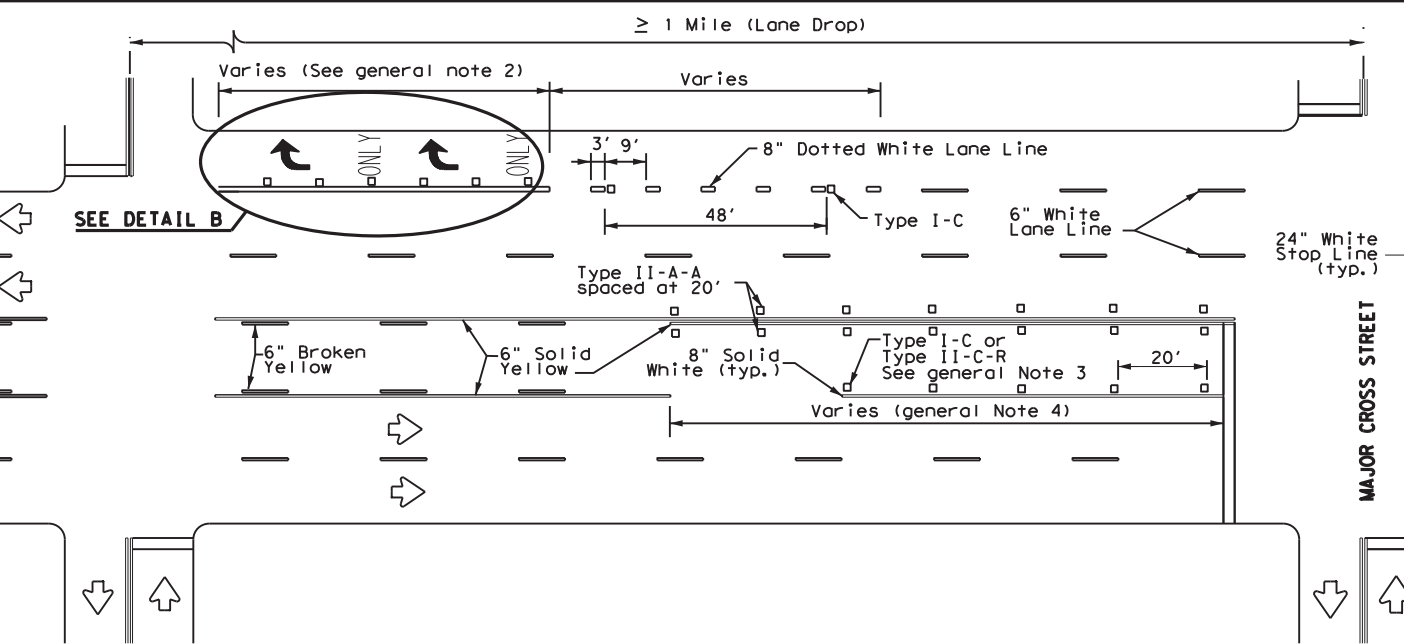 ≥ 1 Mile (Lane Drop)
Varies (See general note 2)
Varies
ONLY
ONLY
3' 9'
8" Dotted White Lane Line
SEE DETAIL B
48'
Type I-C
6" White
Lane Line
24" White
Stop Line
(typ.)
Type II-A-A
spaced at 20'
6" Broken
Yellow
6" Solid
Yellow
8" Solid
White (typ.)
Type I-C or
Type II-C-R
See general Note 3
20'
Varies (general Note 4)
MAJOR CROSS STREET